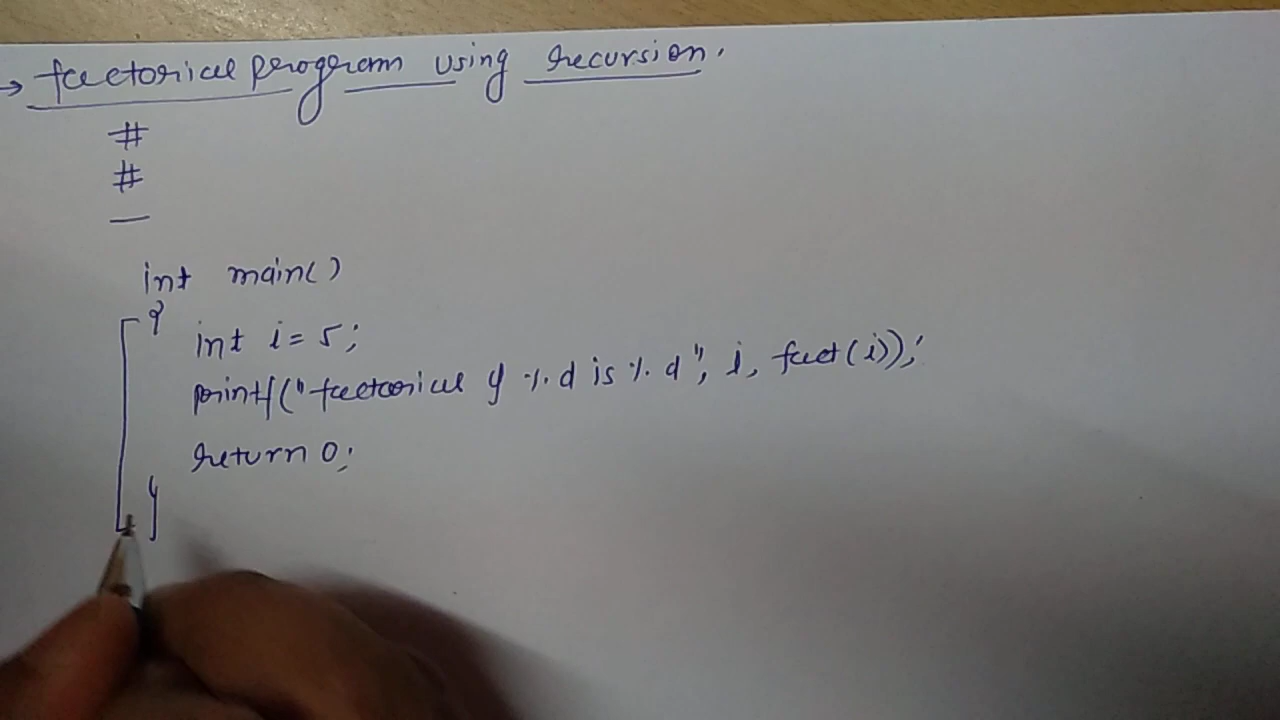 → factorial program using recursion.
#
#
—
int main()
{
int i = 5;
printf("factorial of %d is %d", i, fact(i));
return 0;
}